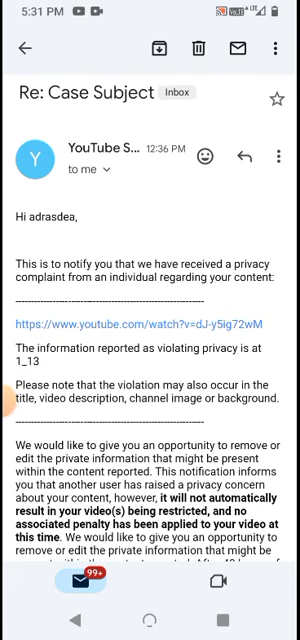 5:31 PM
Re: Case Subject Inbox
Y
YouTube S... 12:36 PM
to me
Hi adrasdea,
This is to notify you that we have received a privacy
complaint from an individual regarding your content:
------------------------------------------------------------
https://www.youtube.com/watch?v=dJ-y5ig72wM
The information reported as violating privacy is at
1_13
Please note that the violation may also occur in the
title, video description, channel image or background.
------------------------------------------------------------
We would like to give you an opportunity to remove or
edit the private information that might be present
within the content reported. This notification informs
you that another user has raised a privacy concern
about your content, however, it will not automatically
result in your video(s) being restricted, and no
associated penalty has been applied to your video at
this time. We would like to give you an opportunity to
remove or edit the private information that might be
99+